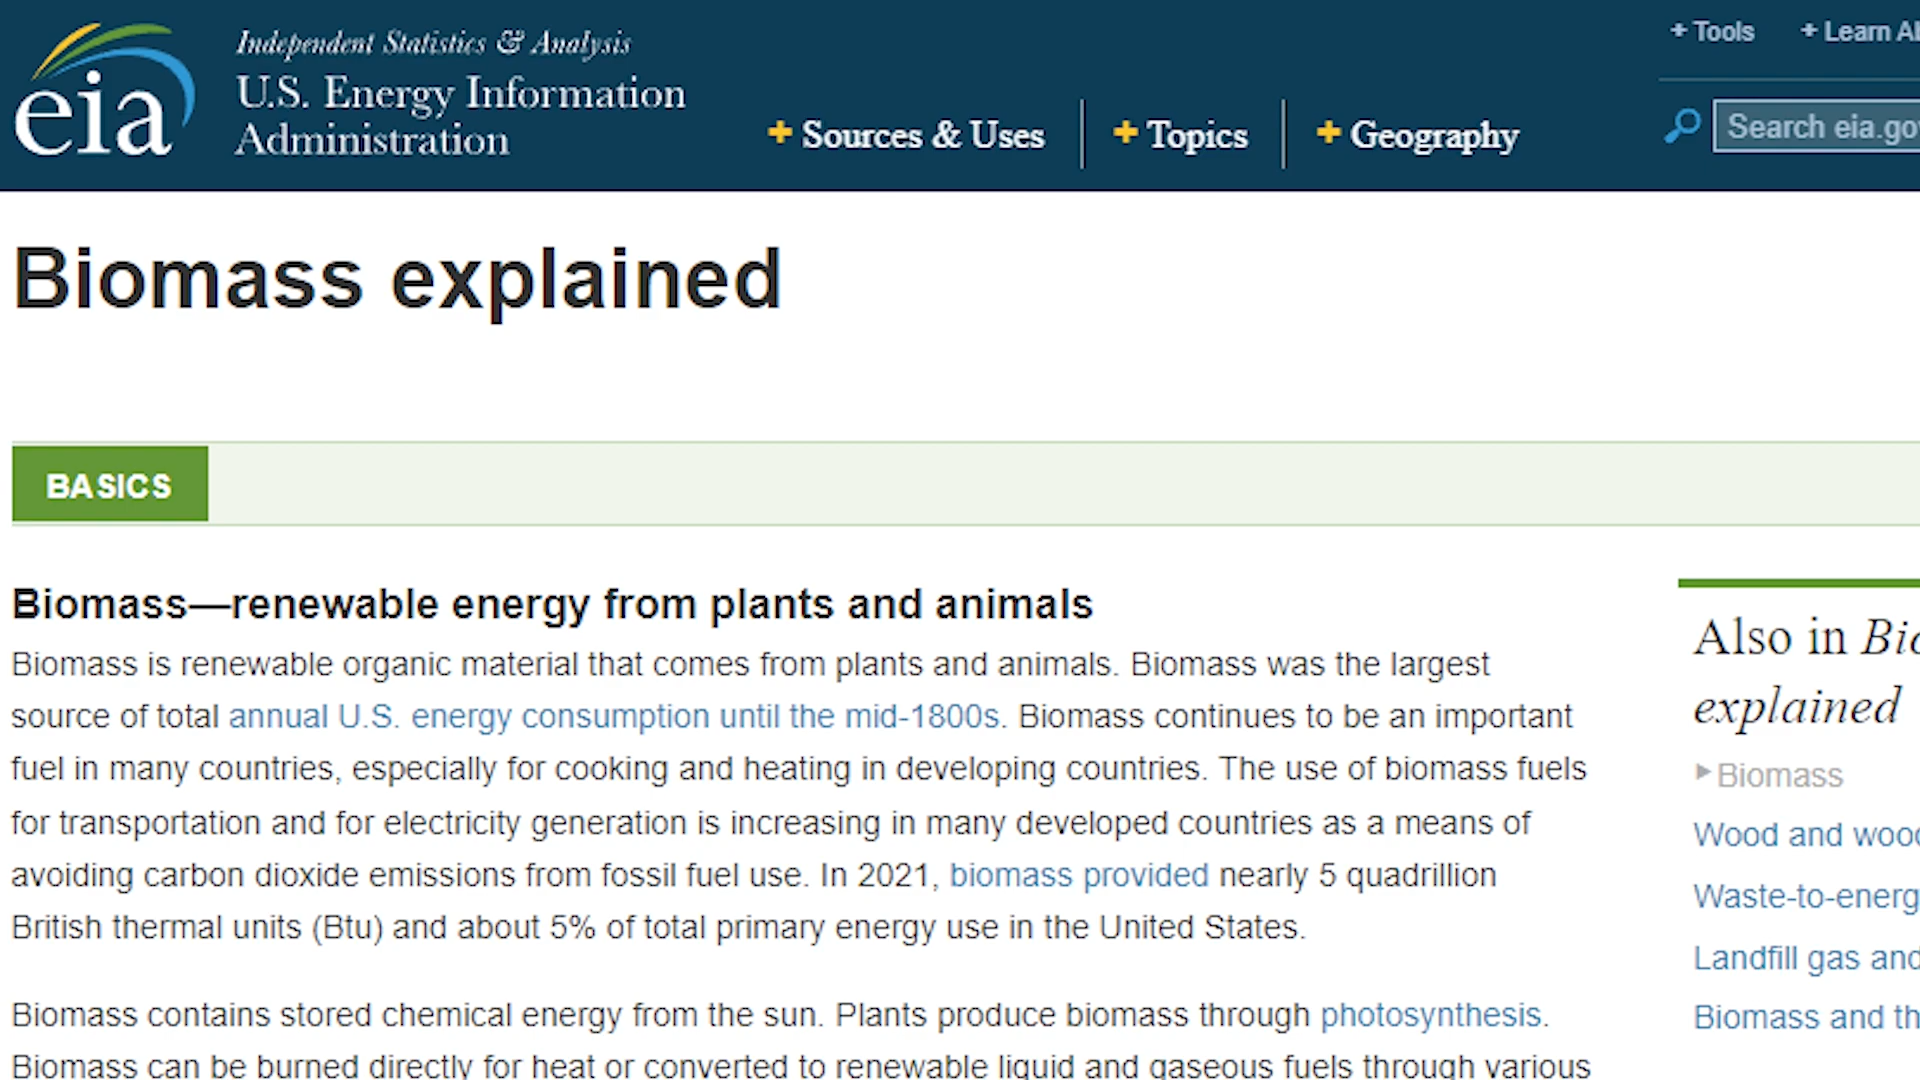 eia
Independent Statistics & Analysis
U.S. Energy Information
Administration
+ Sources & Uses
+ Topics
+ Geography
+ Tools
+ Learn
Search
Biomass explained
BASICS
Biomass—renewable energy from plants and animals
Biomass is renewable organic material that comes from plants and animals. Biomass was the largest
source of total annual U.S. energy consumption until the mid-1800s. Biomass continues to be an important
fuel in many countries, especially for cooking and heating in developing countries. The use of biomass fuels
for transportation and for electricity generation is increasing in many developed countries as a means of
avoiding carbon dioxide emissions from fossil fuel use. In 2021, biomass provided nearly 5 quadrillion
British thermal units (Btu) and about 5% of total primary energy use in the United States.
Biomass contains stored chemical energy from the sun. Plants produce biomass through photosynthesis.
Biomass can be burned directly for heat or converted to renewable liquid and gaseous fuels through various
Also in
explained
Biomass
Wood and
Landfill gas
Biomass and